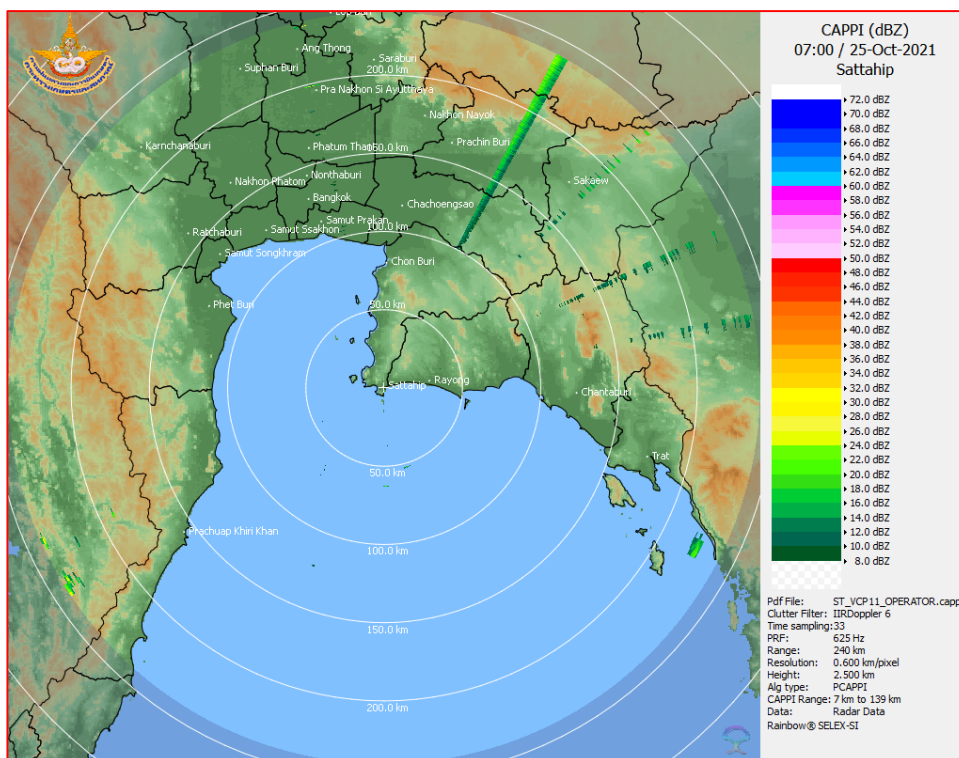 CAPPI (dBZ)
07:00 / 25-Oct-2021
Sattahip
72.0 dBZ
70.0 dBZ
68.0 dBZ
66.0 dBZ
64.0 dBZ
62.0 dBZ
60.0 dBZ
58.0 dBZ
56.0 dBZ
54.0 dBZ
52.0 dBZ
50.0 dBZ
48.0 dBZ
46.0 dBZ
44.0 dBZ
42.0 dBZ
40.0 dBZ
38.0 dBZ
36.0 dBZ
34.0 dBZ
32.0 dBZ
30.0 dBZ
28.0 dBZ
26.0 dBZ
24.0 dBZ
22.0 dBZ
20.0 dBZ
18.0 dBZ
16.0 dBZ
14.0 dBZ
12.0 dBZ
10.0 dBZ
8.0 dBZ
Pdf File: ST_VCP11_OPERATOR.capp
Clutter Filter: IIRDoppler 6
Time sampling:33
PRF: 625 Hz
Range: 240 km
Resolution: 0.600 km/pixel
Height: 2.500 km
Alg type: PCAPPI
CAPPI Range: 7 km to 139 km
Data: Radar Data
Rainbow® SELEX-SI
Ang Thong
Saraburi
Suphan Buri
200.0 km
Pra Nakhon Si Ayutthaya
Nakhon Nayok
Karnchanaburi
Phatum Thani
150.0 km
Prachin Buri
Nakhon Phatom
Nonthaburi
Sakaew
Bangkok
Chachoengsao
Samut Prakan
Ratchaburi
Samut Ssakhon
100.0 km
Samut Songkhram
Chon Buri
Phet Buri
50.0 km
Sattahip
Rayong
Chantaburi
Trat
50.0 km
Prachuap Khiri Khan
100.0 km
150.0 km
200.0 km